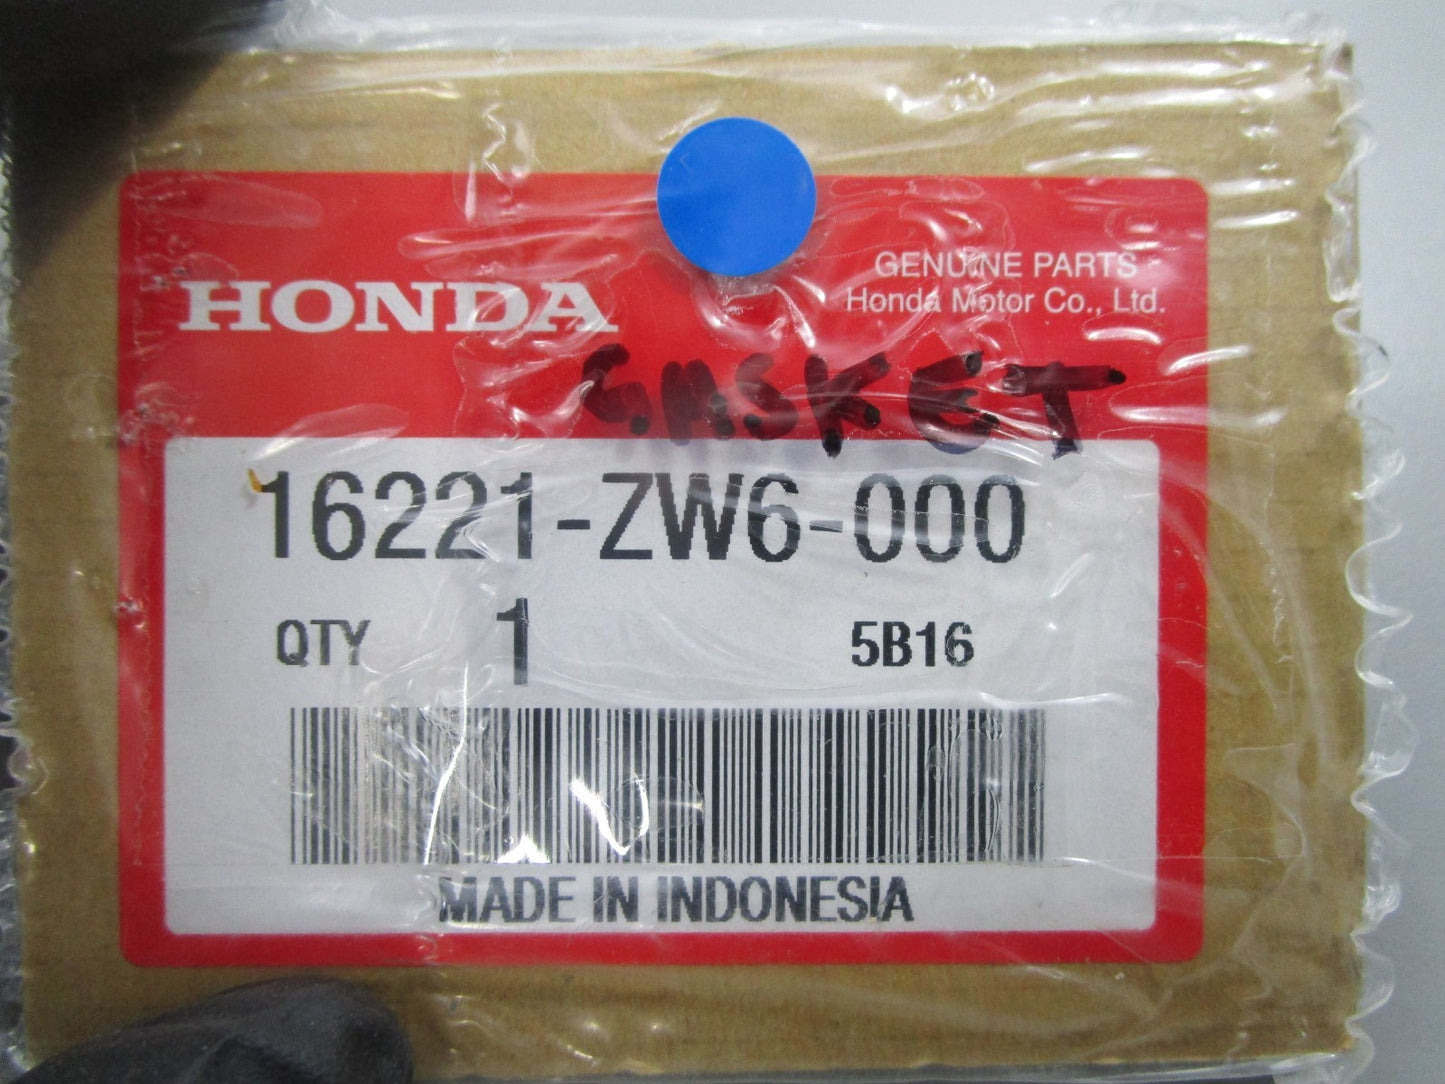 HONDA
GENUINE PARTS
Honda Motor Co., Ltd.
GASKET
16221-ZW6-000
QTY 1 5B16
MADE IN INDONESIA